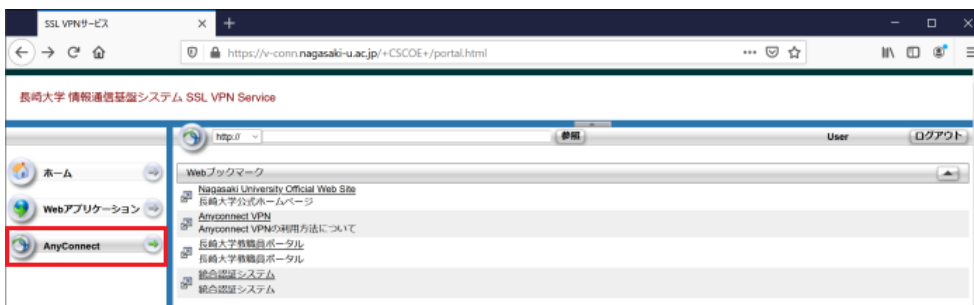 SSL VPNサービス
https://v-conn.nagasaki-u.ac.jp/+CSCOE+/portal.html
長崎大学 情報通信基盤システム SSL VPN Service
http:// 参照 User ログアウト
ホーム
Webアプリケーション
AnyConnect
Webブックマーク
Nagasaki University Official Web Site
長崎大学公式ホームページ
Anyconnect VPN
Anyconnect VPNの利用方法について
長崎大学教職員ポータル
長崎大学教職員ポータル
統合認証システム
統合認証システム